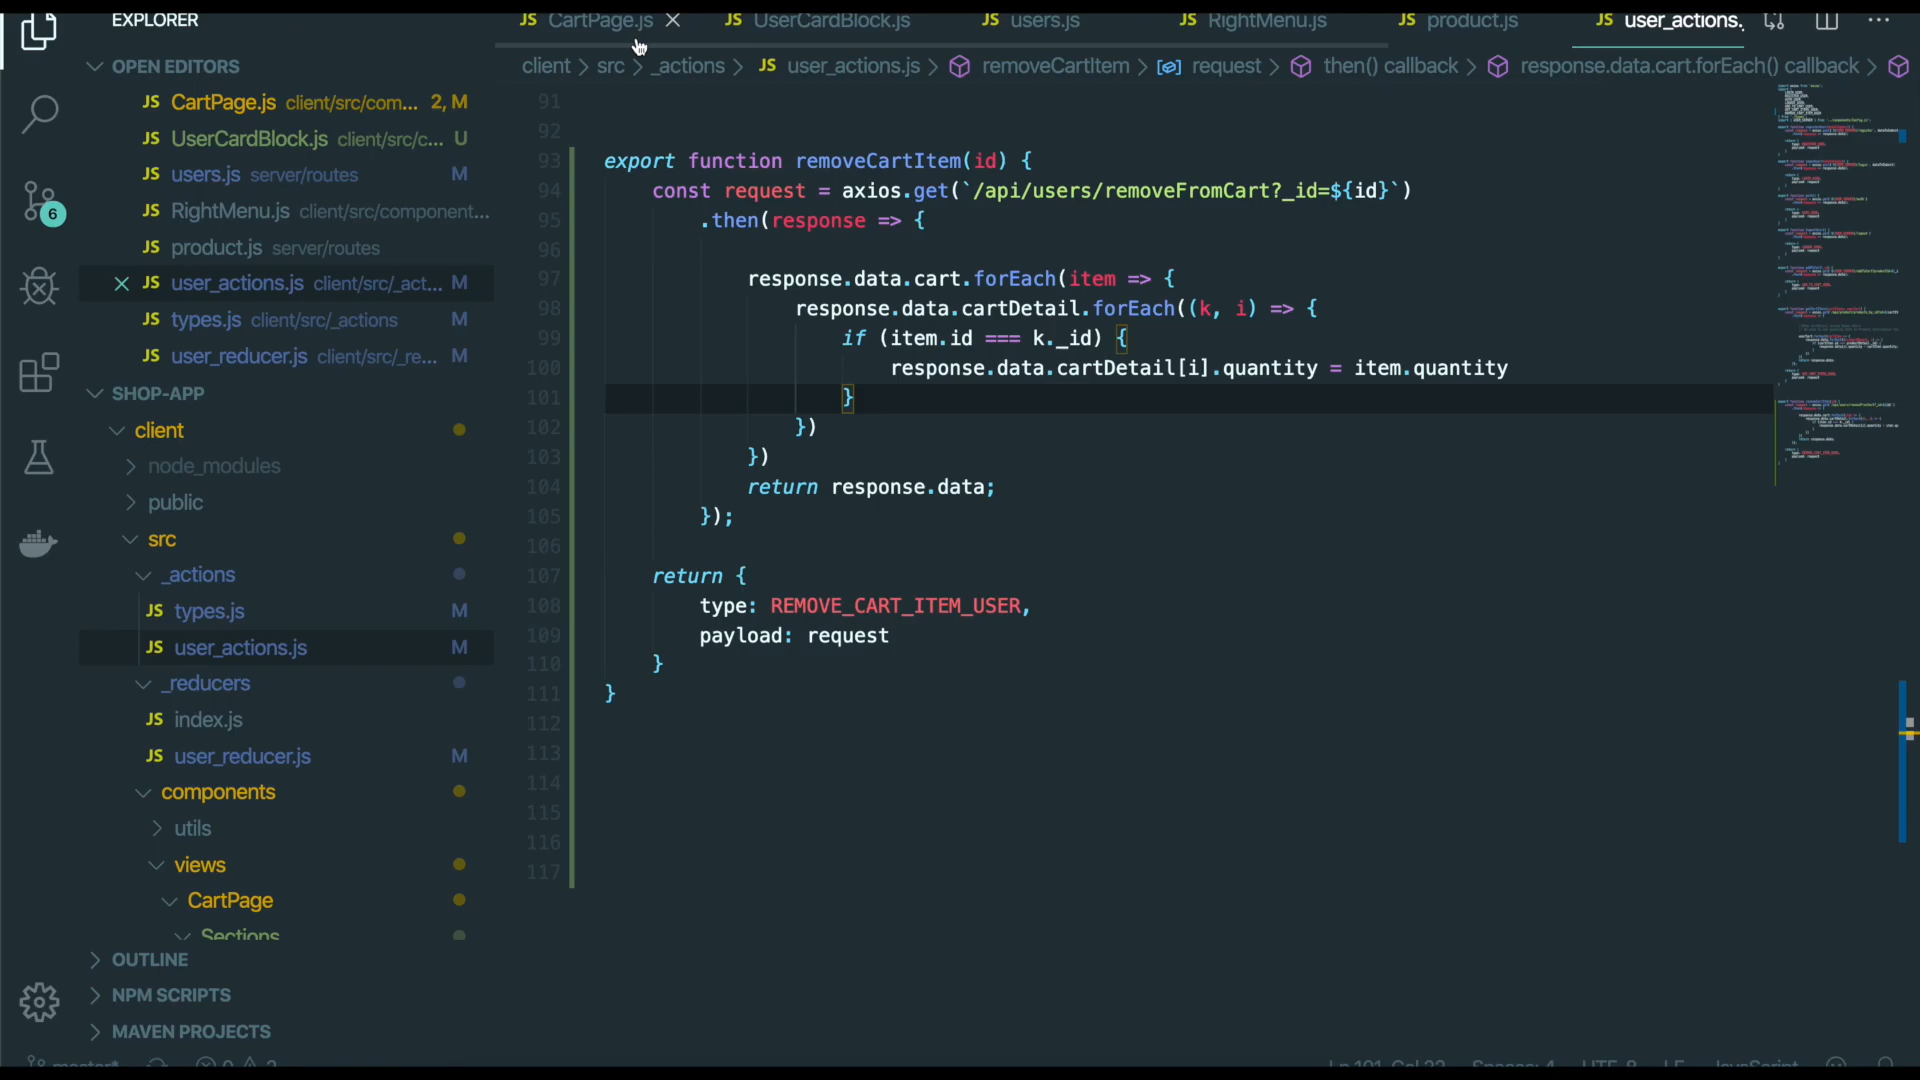 EXPLORER
JS CartPage.js
JS UserCardBlock.js
JS users.js
JS RightMenu.js
JS product.js
JS user_actions.
client > src > _actions > JS user_actions.js > removeCartItem > request > then() callback > response.data.cart.forEach() callback >
OPEN EDITORS
JS CartPage.js client/src/com... 2, M
JS UserCardBlock.js client/src/c... U
JS users.js server/routes M
JS RightMenu.js client/src/component...
JS product.js server/routes
JS user_actions.js client/src/_act... M
JS types.js client/src/_actions M
JS user_reducer.js client/src/_re... M
SHOP-APP
client
node_modules
public
src
_actions
JS types.js M
JS user_actions.js M
_reducers
JS index.js
JS user_reducer.js M
components
utils
views
CartPage
Sections
OUTLINE
NPM SCRIPTS
MAVEN PROJECTS
6
91
92
93 export function removeCartItem(id) {
94 const request = axios.get(`/api/users/removeFromCart?_id=${id}`)
95 .then(response => {
96
97 response.data.cart.forEach(item => {
98 response.data.cartDetail.forEach((k, i) => {
99 if (item.id === k._id) {
100 response.data.cartDetail[i].quantity = item.quantity
101 }
102 })
103 })
104 return response.data;
105 });
106
107 return {
108 type: REMOVE_CART_ITEM_USER,
109 payload: request
110 }
111 }
112
113
114
115
116
117